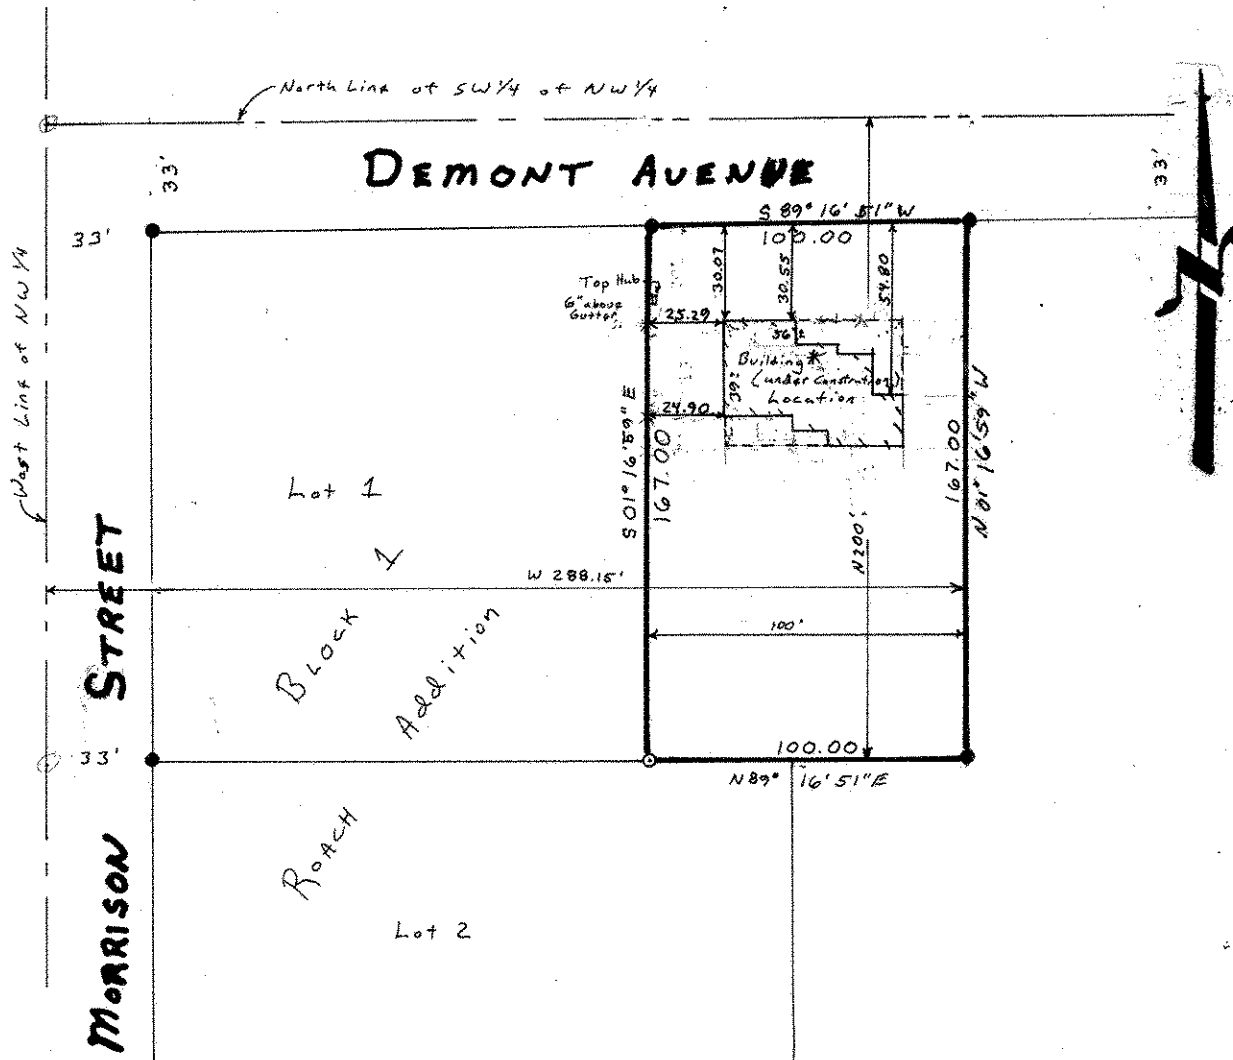 North Line of SW 1/4 of NW 1/4
DEMONT AVENUE
33'
33'
33'
S 89° 16' 51" W
100.00
West Line of NW 1/4
Top Hub
6" above
Gutter
30.07
30.55
54.80
25.29
56±
Building *
(under Construction)
Location
39±
24.90
S 01° 16' 59" E
167.00
167.00
N 01° 16' 59" W
Lot 1
N 200'
W 288.15'
100'
BLOCK 1
ROACH Addition
33'
100.00
N 89° 16' 51" E
MORRISON STREET
Lot 2